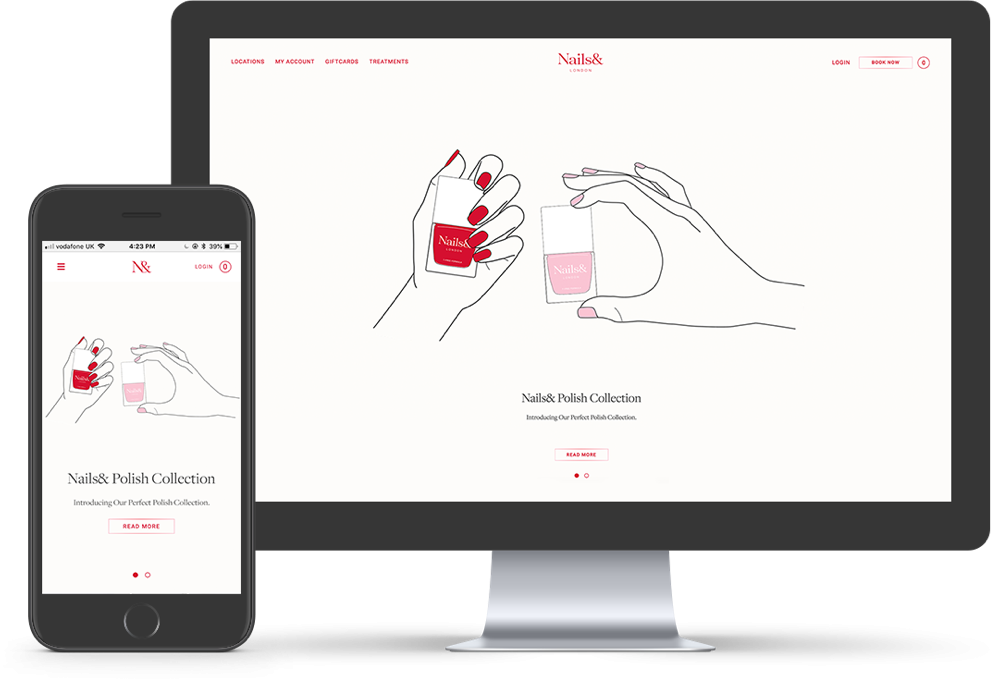 LOCATIONS MY ACCOUNT GIFTCARDS TREATMENTS
Nails&
LONDON
LOGIN BOOK NOW 0
Nails&
LONDON
Nails&
LONDON
Nails& Polish Collection
Introducing Our Perfect Polish Collection.
READ MORE
vodafone UK 4:23 PM 39%
N& LOGIN 0
Nails&
Nails&
Nails& Polish Collection
Introducing Our Perfect Polish Collection.
READ MORE